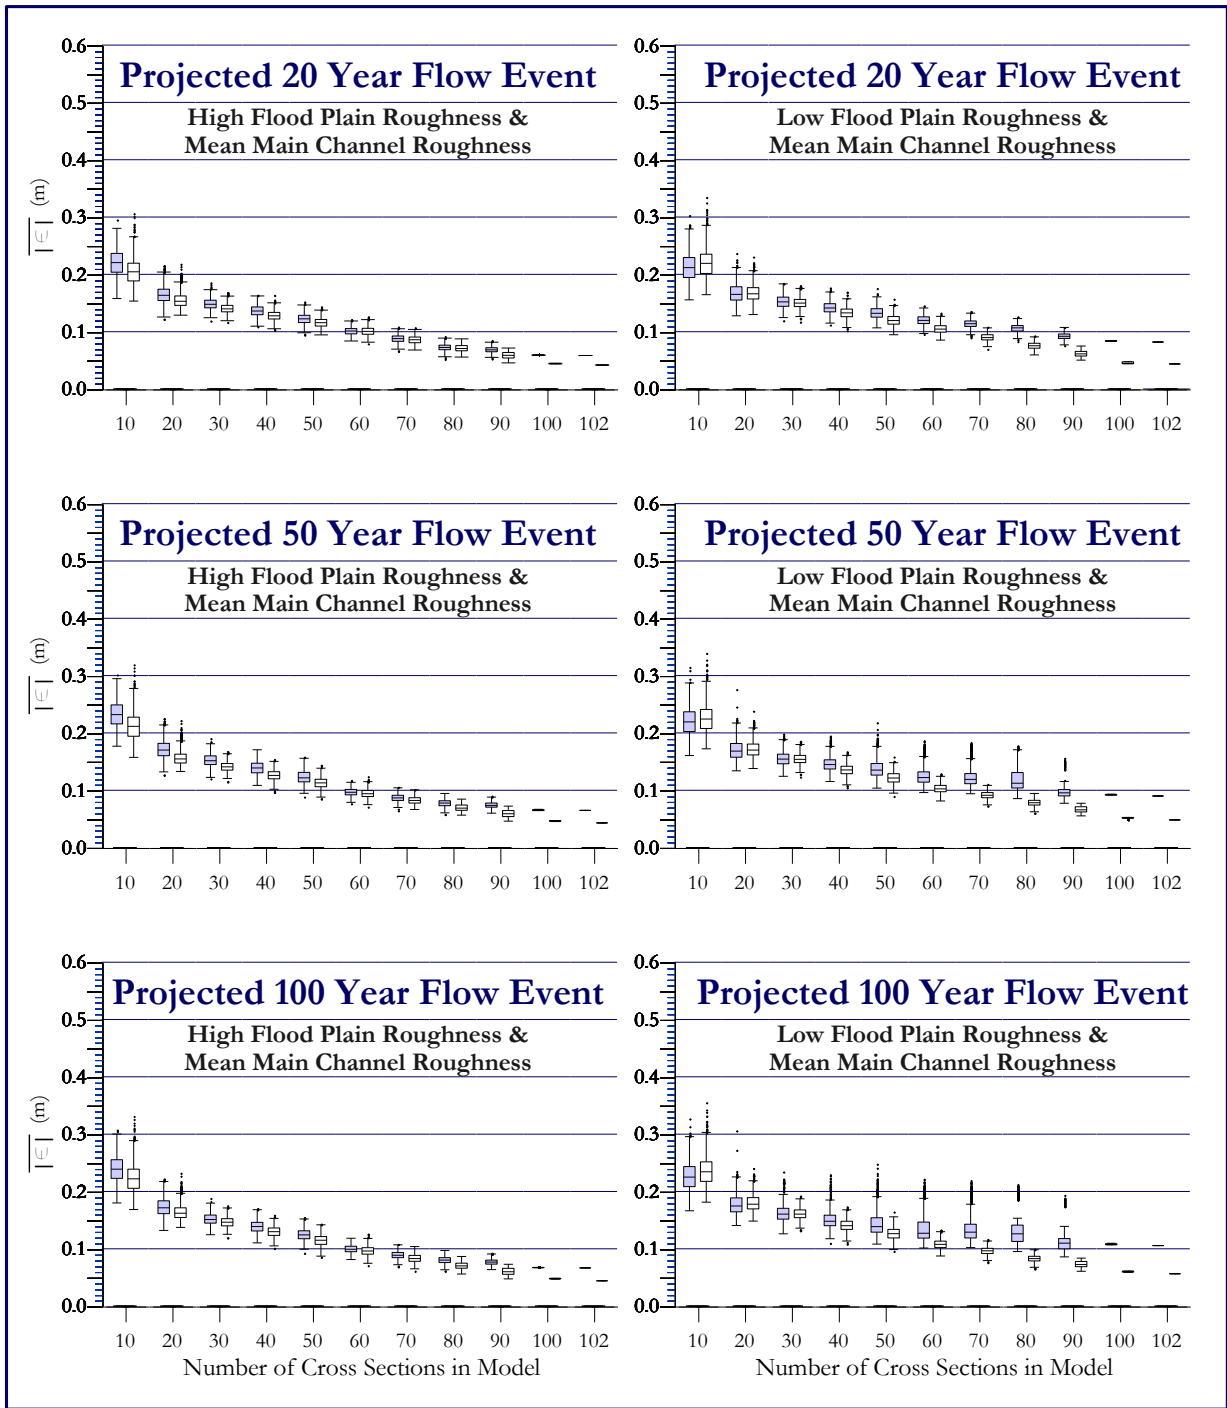 0.6 0.6
Projected 20 Year Flow Event Projected 20 Year Flow Event
0.5 0.5
High Flood Plain Roughness & Low Flood Plain Roughness &
Mean Main Channel Roughness Mean Main Channel Roughness
0.4 0.4
0.3 0.3
|ϵ| (m)
0.2 0.2
0.1 0.1
0.0 0.0
10 20 30 40 50 60 70 80 90 100 102 10 20 30 40 50 60 70 80 90 100 102
0.6 0.6
Projected 50 Year Flow Event Projected 50 Year Flow Event
0.5 0.5
High Flood Plain Roughness & Low Flood Plain Roughness &
Mean Main Channel Roughness Mean Main Channel Roughness
0.4 0.4
0.3 0.3
|ϵ| (m)
0.2 0.2
0.1 0.1
0.0 0.0
10 20 30 40 50 60 70 80 90 100 102 10 20 30 40 50 60 70 80 90 100 102
0.6 0.6
Projected 100 Year Flow Event Projected 100 Year Flow Event
0.5 0.5
High Flood Plain Roughness & Low Flood Plain Roughness &
Mean Main Channel Roughness Mean Main Channel Roughness
0.4 0.4
0.3 0.3
|ϵ| (m)
0.2 0.2
0.1 0.1
0.0 0.0
10 20 30 40 50 60 70 80 90 100 102 10 20 30 40 50 60 70 80 90 100 102
Number of Cross Sections in Model Number of Cross Sections in Model